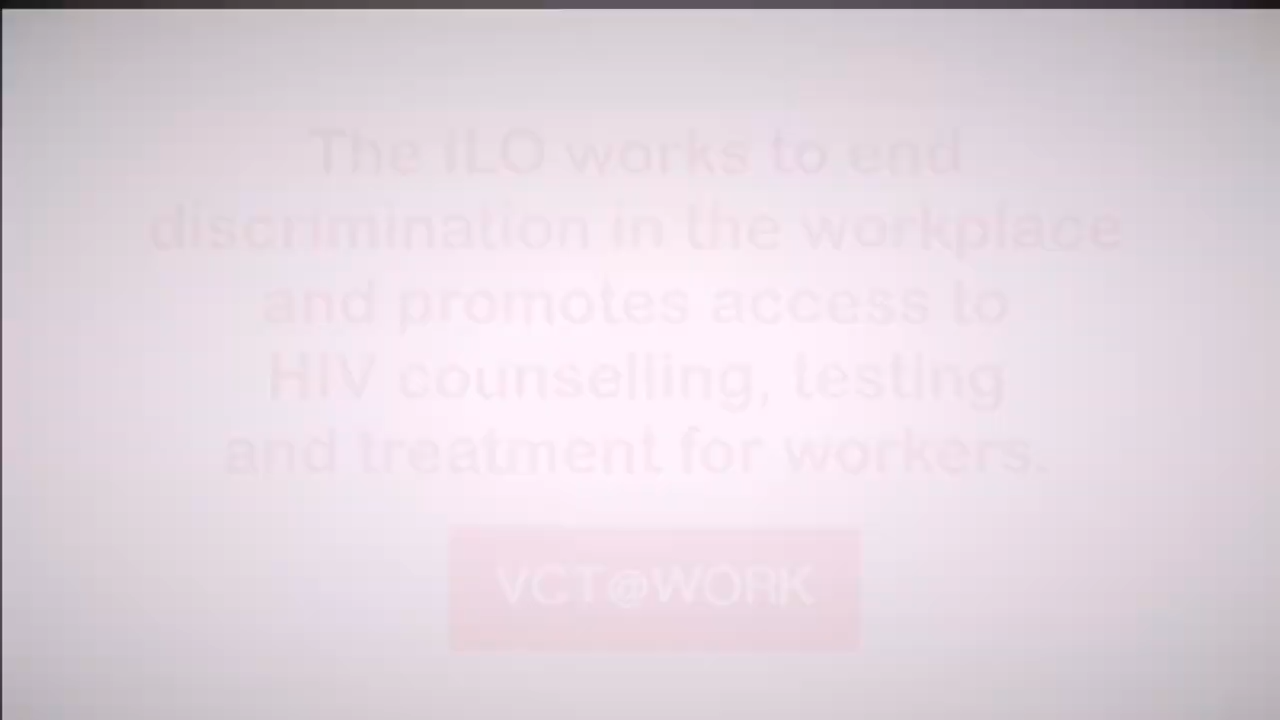 The ILO works to end
discrimination in the workplace
and promotes access to
HIV counselling, testing
and treatment for workers.
VCT@WORK